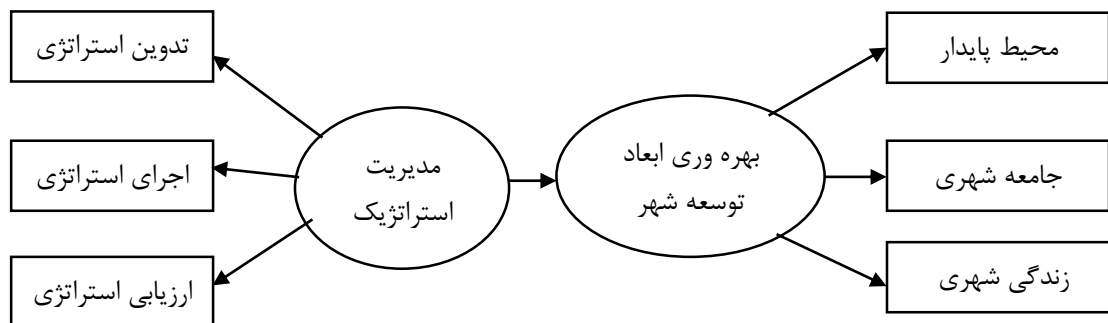 محیط پایدار
جامعه شهری
زندگی شهری
بهره وری ابعاد
توسعه شهر
مدیریت
استراتژیک
تدوین استراتژی
اجرای استراتژی
ارزیابی استراتژی